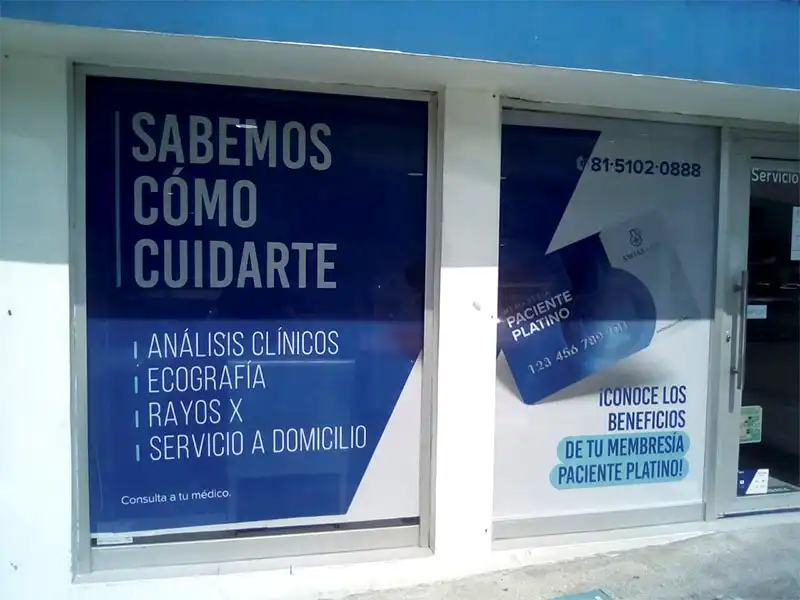 SABEMOS
CÓMO
CUIDARTE
ANÁLISIS CLÍNICOS
ECOGRAFÍA
RAYOS X
SERVICIO A DOMICILIO
Consulta a tu médico.
81·5102·0888
PACIENTE
PLATINO
123 456 789
¡CONOCE LOS
BENEFICIOS
DE TU MEMBRESÍA
PACIENTE PLATINO!
Servicio